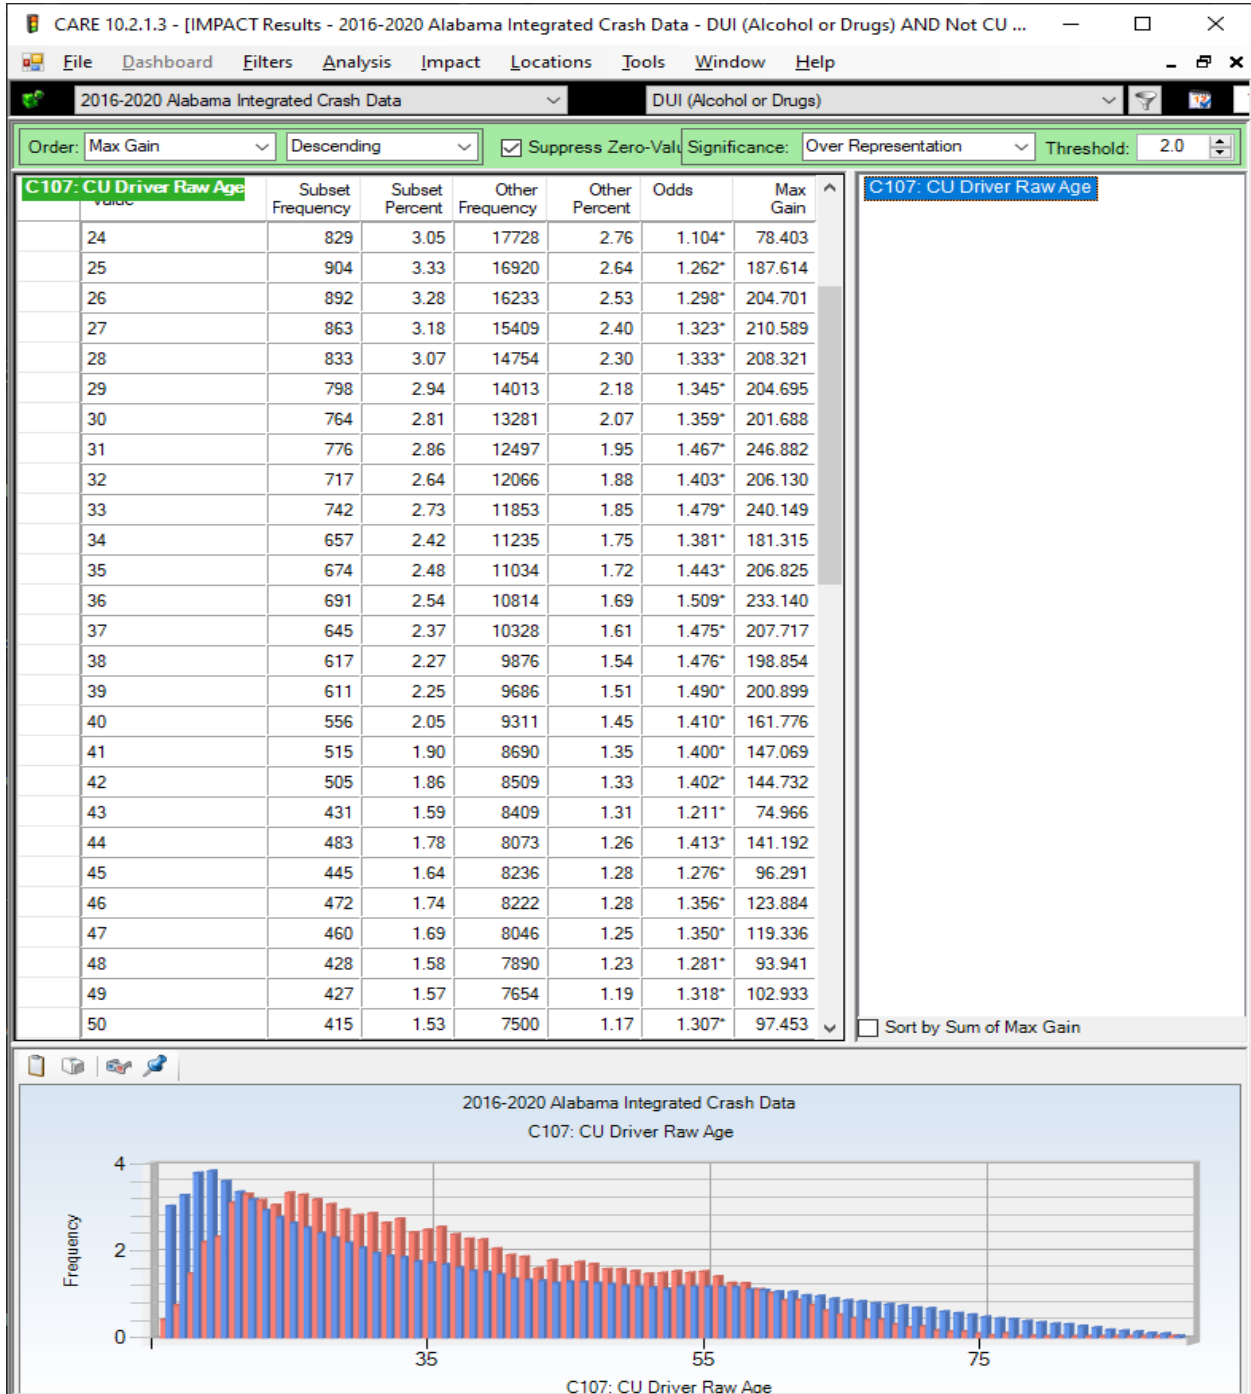 CARE 10.2.1.3 - [IMPACT Results - 2016-2020 Alabama Integrated Crash Data - DUI (Alcohol or Drugs) AND Not CU ...
File Dashboard Filters Analysis Impact Locations Tools Window Help
2016-2020 Alabama Integrated Crash Data DUI (Alcohol or Drugs)
Order: Max Gain Descending Suppress Zero-Valu Significance: Over Representation Threshold: 2.0
C107: CU Driver Raw Age Subset Frequency Subset Percent Other Frequency Other Percent Odds Max Gain C107: CU Driver Raw Age
24 829 3.05 17728 2.76 1.104* 78.403
25 904 3.33 16920 2.64 1.262* 187.614
26 892 3.28 16233 2.53 1.298* 204.701
27 863 3.18 15409 2.40 1.323* 210.589
28 833 3.07 14754 2.30 1.333* 208.321
29 798 2.94 14013 2.18 1.345* 204.695
30 764 2.81 13281 2.07 1.359* 201.688
31 776 2.86 12497 1.95 1.467* 246.882
32 717 2.64 12066 1.88 1.403* 206.130
33 742 2.73 11853 1.85 1.479* 240.149
34 657 2.42 11235 1.75 1.381* 181.315
35 674 2.48 11034 1.72 1.443* 206.825
36 691 2.54 10814 1.69 1.509* 233.140
37 645 2.37 10328 1.61 1.475* 207.717
38 617 2.27 9876 1.54 1.476* 198.854
39 611 2.25 9686 1.51 1.490* 200.899
40 556 2.05 9311 1.45 1.410* 161.776
41 515 1.90 8690 1.35 1.400* 147.069
42 505 1.86 8509 1.33 1.402* 144.732
43 431 1.59 8409 1.31 1.211* 74.966
44 483 1.78 8073 1.26 1.413* 141.192
45 445 1.64 8236 1.28 1.276* 96.291
46 472 1.74 8222 1.28 1.356* 123.884
47 460 1.69 8046 1.25 1.350* 119.336
48 428 1.58 7890 1.23 1.281* 93.941
49 427 1.57 7654 1.19 1.318* 102.933
50 415 1.53 7500 1.17 1.307* 97.453
Sort by Sum of Max Gain
2016-2020 Alabama Integrated Crash Data
C107: CU Driver Raw Age
4
2
0
Frequency
35 55 75
C107: CU Driver Raw Age